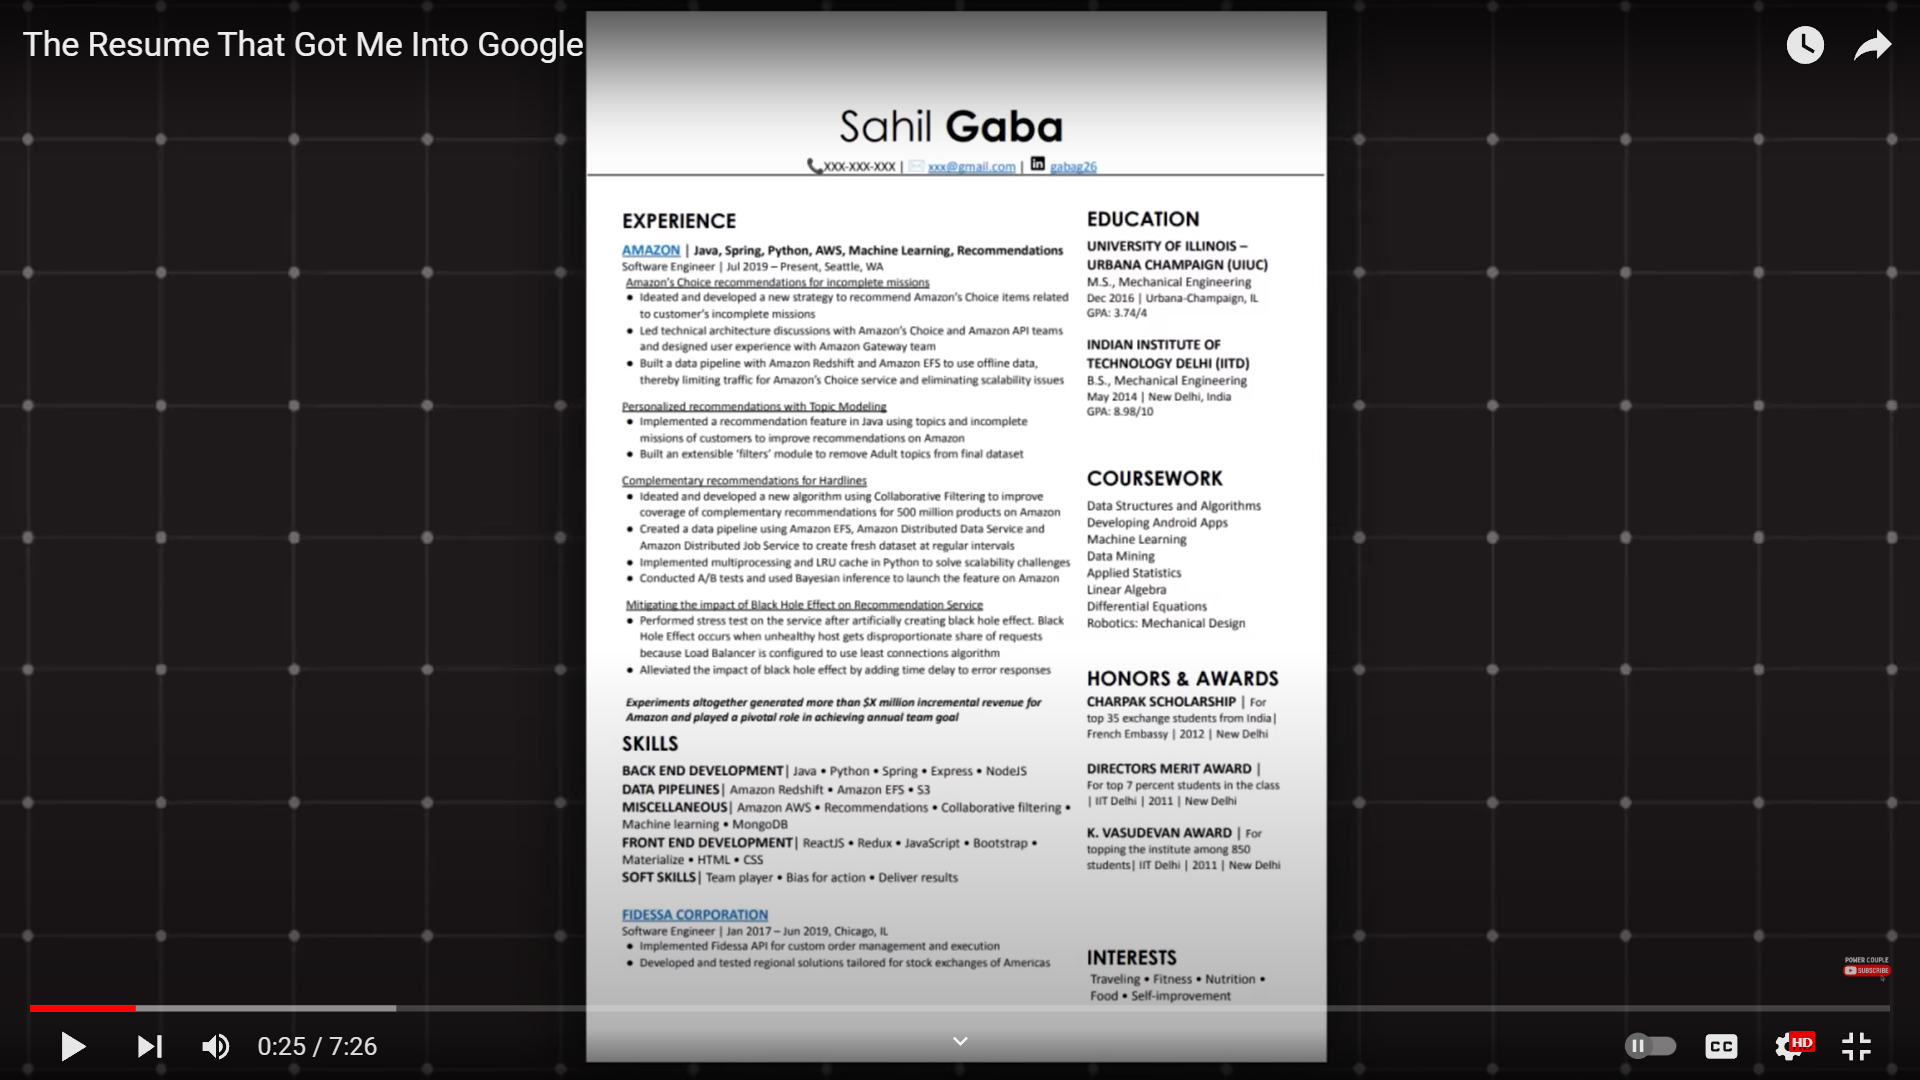 The Resume That Got Me Into Google
Sahil Gaba
XXX-XXX-XXX | xxx@gmail.com | in gabag26
EXPERIENCE
AMAZON | Java, Spring, Python, AWS, Machine Learning, Recommendations
Software Engineer | Jul 2019 – Present, Seattle, WA
Amazon's Choice recommendations for incomplete missions
● Ideated and developed a new strategy to recommend Amazon's Choice items related
to customer's incomplete missions
● Led technical architecture discussions with Amazon's Choice and Amazon API teams
and designed user experience with Amazon Gateway team
● Built a data pipeline with Amazon Redshift and Amazon EFS to use offline data,
thereby limiting traffic for Amazon's Choice service and eliminating scalability issues
Personalized recommendations with Topic Modeling
● Implemented a recommendation feature in Java using topics and incomplete
missions of customers to improve recommendations on Amazon
● Built an extensible 'filters' module to remove Adult topics from final dataset
Complementary recommendations for Hardlines
● Ideated and developed a new algorithm using Collaborative Filtering to improve
coverage of complementary recommendations for 500 million products on Amazon
● Created a data pipeline using Amazon EFS, Amazon Distributed Data Service and
Amazon Distributed Job Service to create fresh dataset at regular intervals
● Implemented multiprocessing and LRU cache in Python to solve scalability challenges
● Conducted A/B tests and used Bayesian inference to launch the feature on Amazon
Mitigating the impact of Black Hole Effect on Recommendation Service
● Performed stress test on the service after artificially creating black hole effect. Black
Hole Effect occurs when unhealthy host gets disproportionate share of requests
because Load Balancer is configured to use least connections algorithm
● Alleviated the impact of black hole effect by adding time delay to error responses
Experiments altogether generated more than $X million incremental revenue for
Amazon and played a pivotal role in achieving annual team goal
SKILLS
BACK END DEVELOPMENT| Java • Python • Spring • Express • NodeJS
DATA PIPELINES| Amazon Redshift • Amazon EFS • S3
MISCELLANEOUS| Amazon AWS • Recommendations • Collaborative filtering •
Machine learning • MongoDB
FRONT END DEVELOPMENT| ReactJS • Redux • JavaScript • Bootstrap •
Materialize • HTML • CSS
SOFT SKILLS| Team player • Bias for action • Deliver results
FIDESSA CORPORATION
Software Engineer | Jan 2017 – Jun 2019, Chicago, IL
● Implemented Fidessa API for custom order management and execution
● Developed and tested regional solutions tailored for stock exchanges of Americas
EDUCATION
UNIVERSITY OF ILLINOIS –
URBANA CHAMPAIGN (UIUC)
M.S., Mechanical Engineering
Dec 2016 | Urbana-Champaign, IL
GPA: 3.74/4
INDIAN INSTITUTE OF
TECHNOLOGY DELHI (IITD)
B.S., Mechanical Engineering
May 2014 | New Delhi, India
GPA: 8.98/10
COURSEWORK
Data Structures and Algorithms
Developing Android Apps
Machine Learning
Data Mining
Applied Statistics
Linear Algebra
Differential Equations
Robotics: Mechanical Design
HONORS & AWARDS
CHARPAK SCHOLARSHIP | For
top 35 exchange students from India|
French Embassy | 2012 | New Delhi
DIRECTORS MERIT AWARD |
For top 7 percent students in the class
| IIT Delhi | 2011 | New Delhi
K. VASUDEVAN AWARD | For
topping the institute among 850
students| IIT Delhi | 2011 | New Delhi
INTERESTS
Traveling • Fitness • Nutrition •
Food • Self-improvement
POWER COUPLE
SUBSCRIBE
0:25 / 7:26
CC
HD